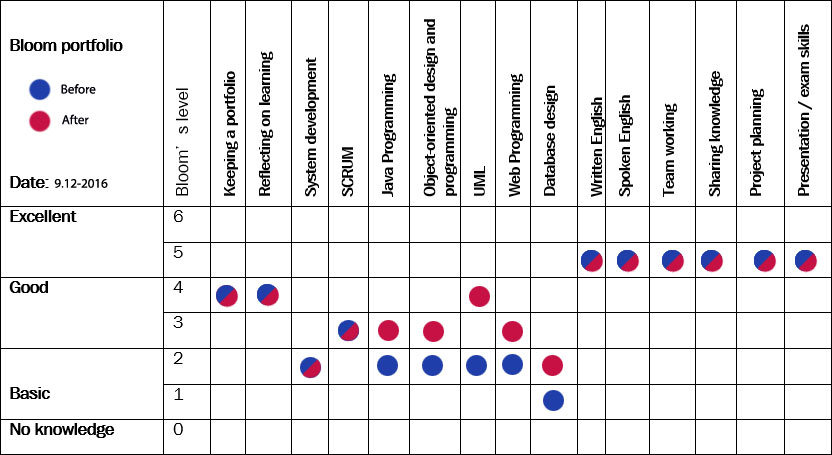 Bloom portfolio
Before
After
Date: 9.12-2016
Bloom’s level
Keeping a portfolio
Reflecting on learning
System development
SCRUM
Java Programming
Object-oriented design and
programming
UML
Web Programming
Database design
Written English
Spoken English
Team working
Sharing knowledge
Project planning
Presentation / exam skills
Excellent
6
5
Good
4
3
2
Basic
1
No knowledge
0